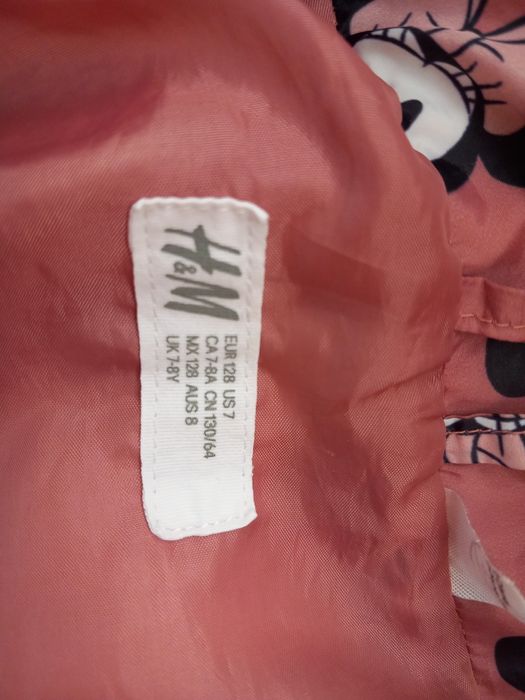 H&M
EUR 128 US 7
CA 7-8A CN 130/64
MX 128 AUS 8
UK 7-8Y